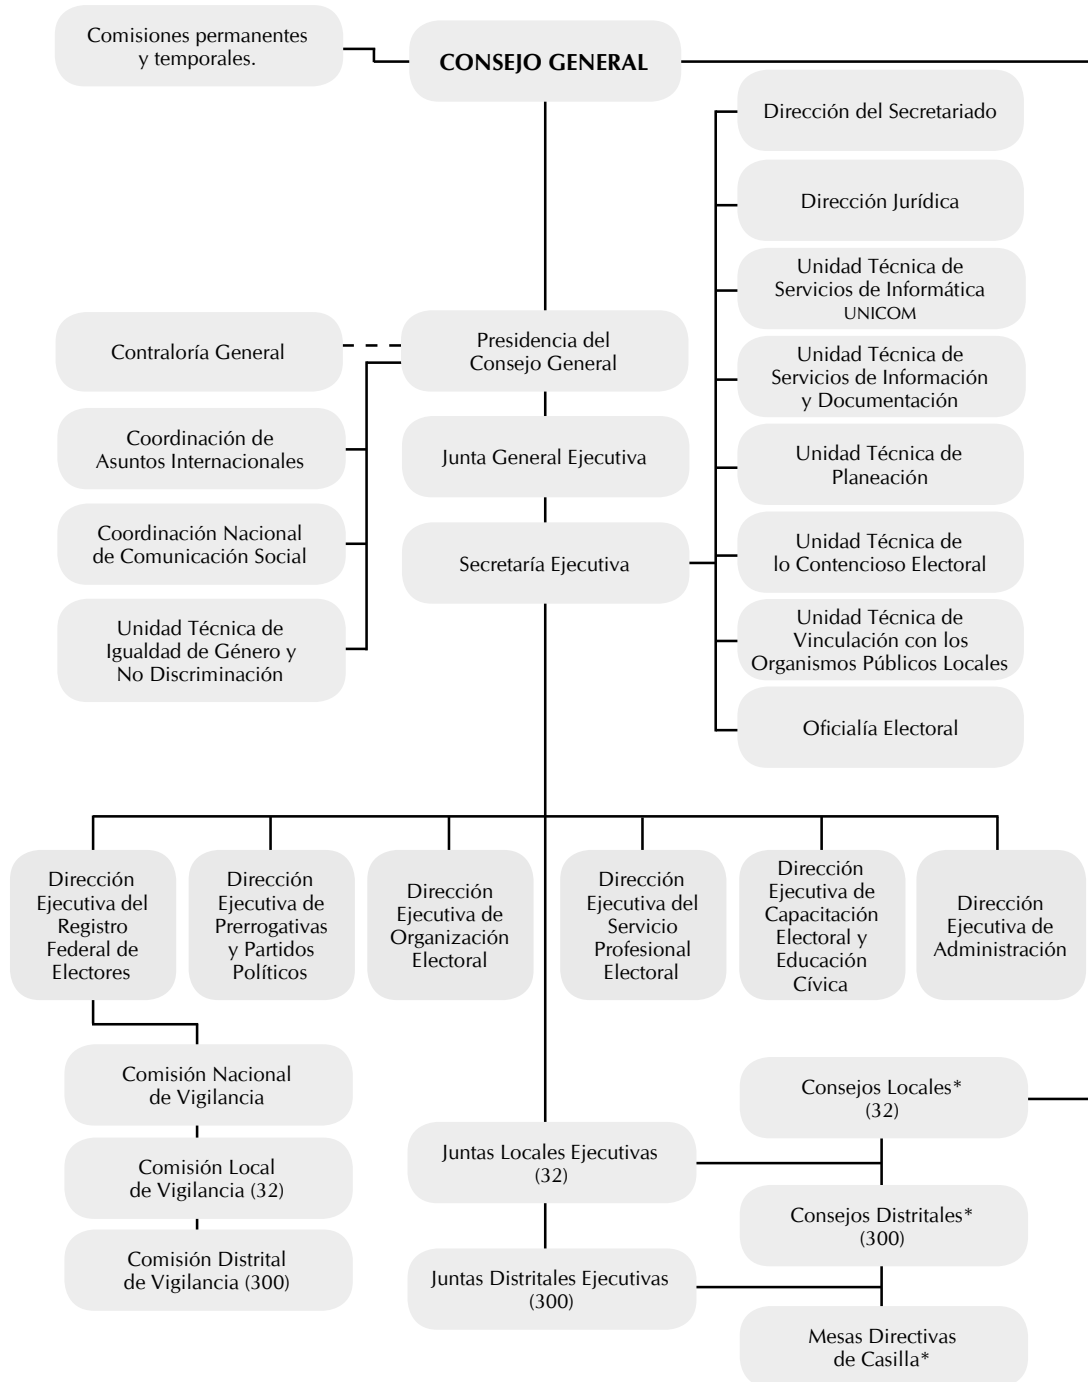 Comisiones permanentes
y temporales.
CONSEJO GENERAL
Dirección del Secretariado
Dirección Jurídica
Unidad Técnica de
Servicios de Informática
UNICOM
Unidad Técnica de
Servicios de Información
y Documentación
Unidad Técnica de
Planeación
Unidad Técnica de
lo Contencioso Electoral
Unidad Técnica de
Vinculación con los
Organismos Públicos Locales
Oficialía Electoral
Contraloría General
Presidencia del
Consejo General
Coordinación de
Asuntos Internacionales
Junta General Ejecutiva
Coordinación Nacional
de Comunicación Social
Secretaría Ejecutiva
Unidad Técnica de
Igualdad de Género y
No Discriminación
Dirección
Ejecutiva del
Registro
Federal de
Electores
Dirección
Ejecutiva de
Prerrogativas
y Partidos
Políticos
Dirección
Ejecutiva de
Organización
Electoral
Dirección
Ejecutiva del
Servicio
Profesional
Electoral
Dirección
Ejecutiva de
Capacitación
Electoral y
Educación
Cívica
Dirección
Ejecutiva de
Administración
Comisión Nacional
de Vigilancia
Comisión Local
de Vigilancia (32)
Comisión Distrital
de Vigilancia (300)
Juntas Locales Ejecutivas
(32)
Juntas Distritales Ejecutivas
(300)
Consejos Locales*
(32)
Consejos Distritales*
(300)
Mesas Directivas
de Casilla*